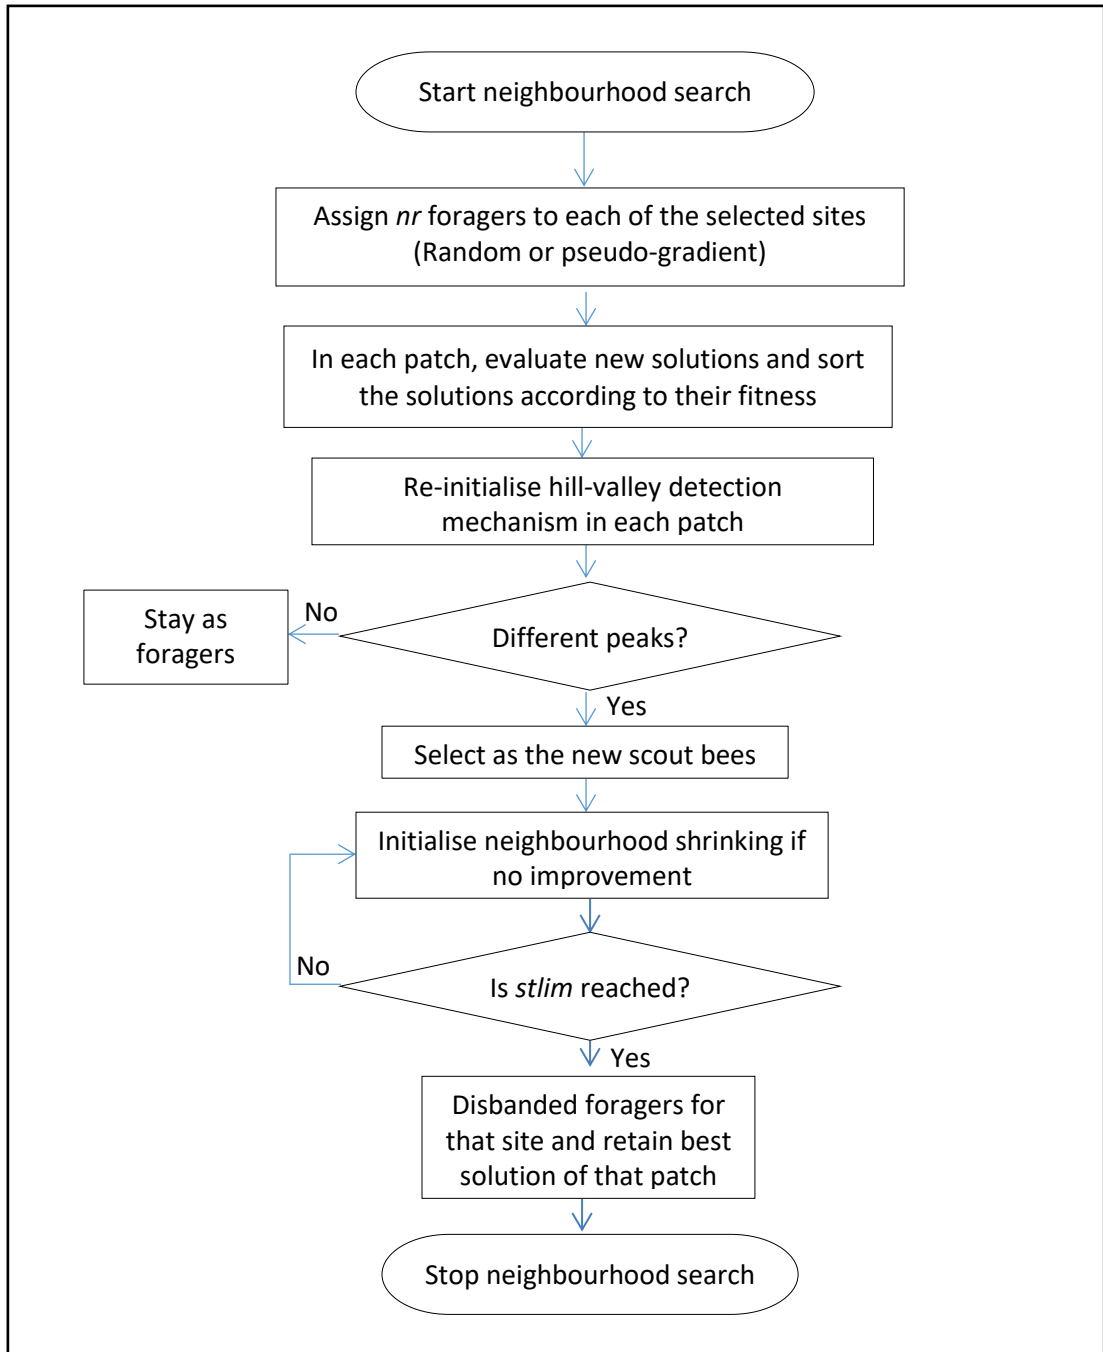 Start neighbourhood search
Assign nr foragers to each of the selected sites
(Random or pseudo-gradient)
In each patch, evaluate new solutions and sort
the solutions according to their fitness
Re-initialise hill-valley detection
mechanism in each patch
Stay as
foragers
No
Different peaks?
Yes
Select as the new scout bees
Initialise neighbourhood shrinking if
no improvement
No
Is stlim reached?
Yes
Disbanded foragers for
that site and retain best
solution of that patch
Stop neighbourhood search